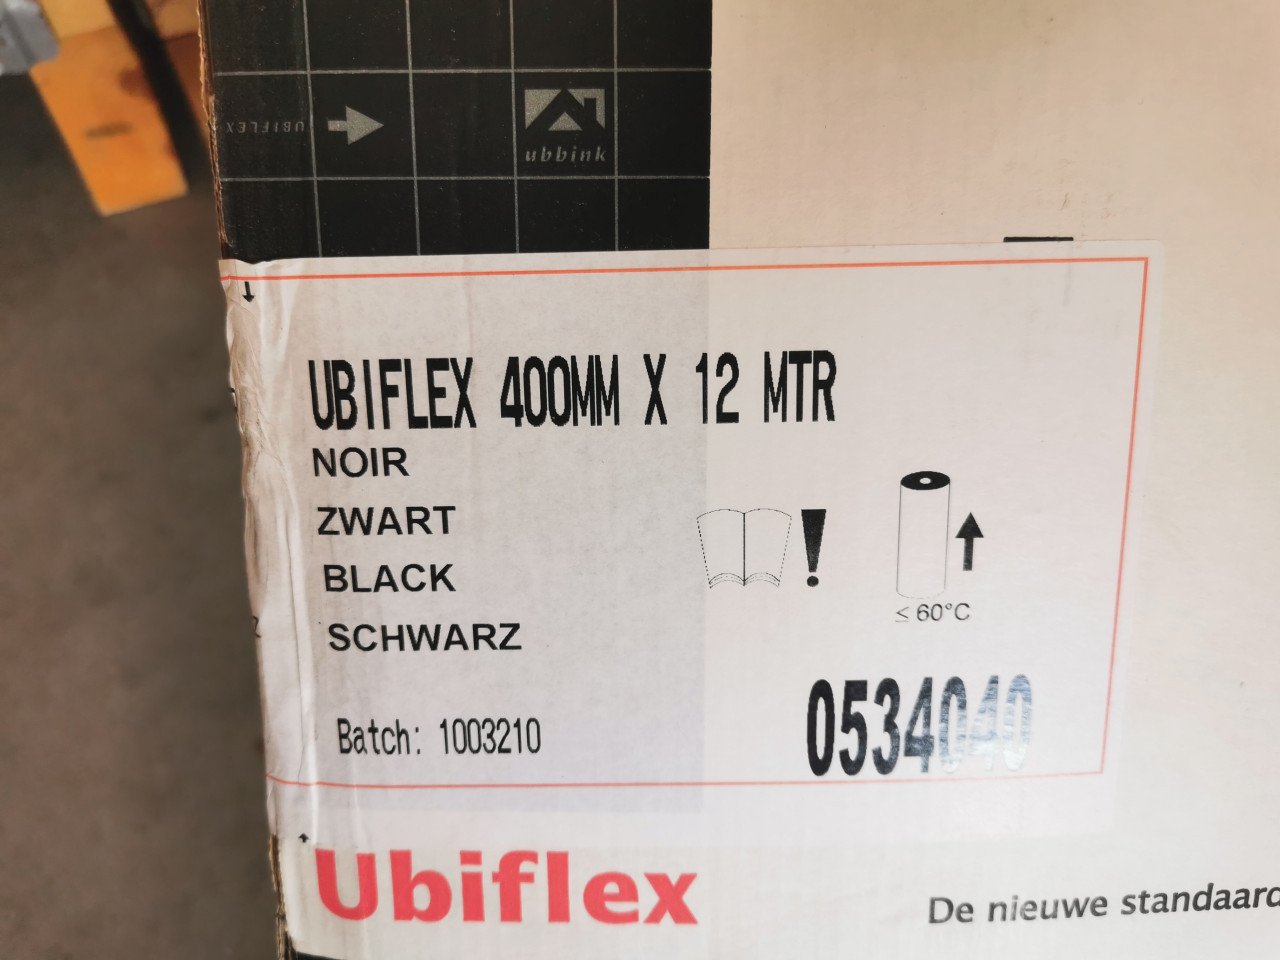 UBIFLEX
ubbink
UBIFLEX 400MM X 12 MTR
NOIR
ZWART
BLACK
SCHWARZ
≤ 60°C
Batch: 1003210
0534040
Ubiflex
De nieuwe standaard